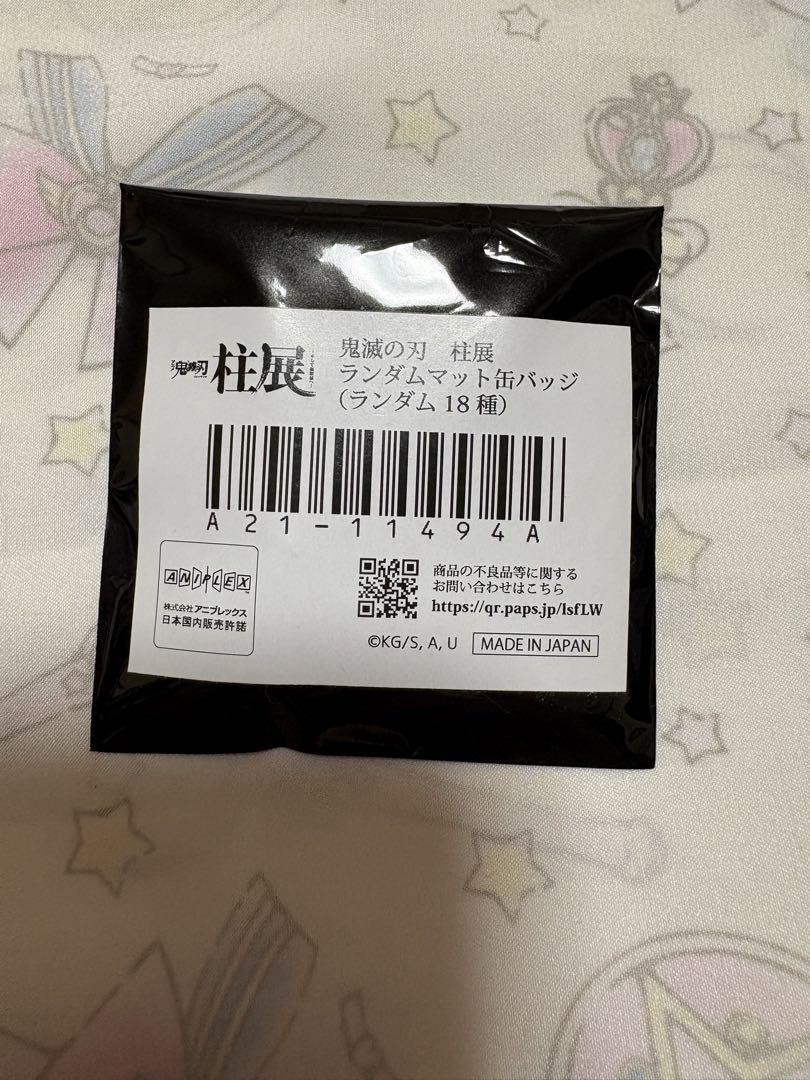 鬼滅の刃
柱展
鬼滅の刃　柱展
ランダムマット缶バッジ
（ランダム 18 種）
A21-11494A
ANIPLEX
株式会社 アニプレックス
日本国内販売許諾
商品の不良品等に関する
お問い合わせはこちら
https://qr.paps.jp/lsfLW
©KG/S, A, U
MADE IN JAPAN